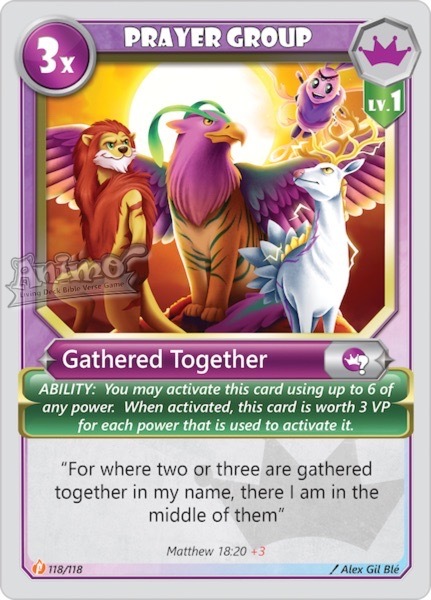 3x
PRAYER GROUP
LV.1
Animo
Living Deck Bible Verse Game
Gathered Together
?
ABILITY: You may activate this card using up to 6 of
any power. When activated, this card is worth 3 VP
for each power that is used to activate it.
“For where two or three are gathered
together in my name, there I am in the
middle of them”
Matthew 18:20 +3
118/118
Alex Gil Blé